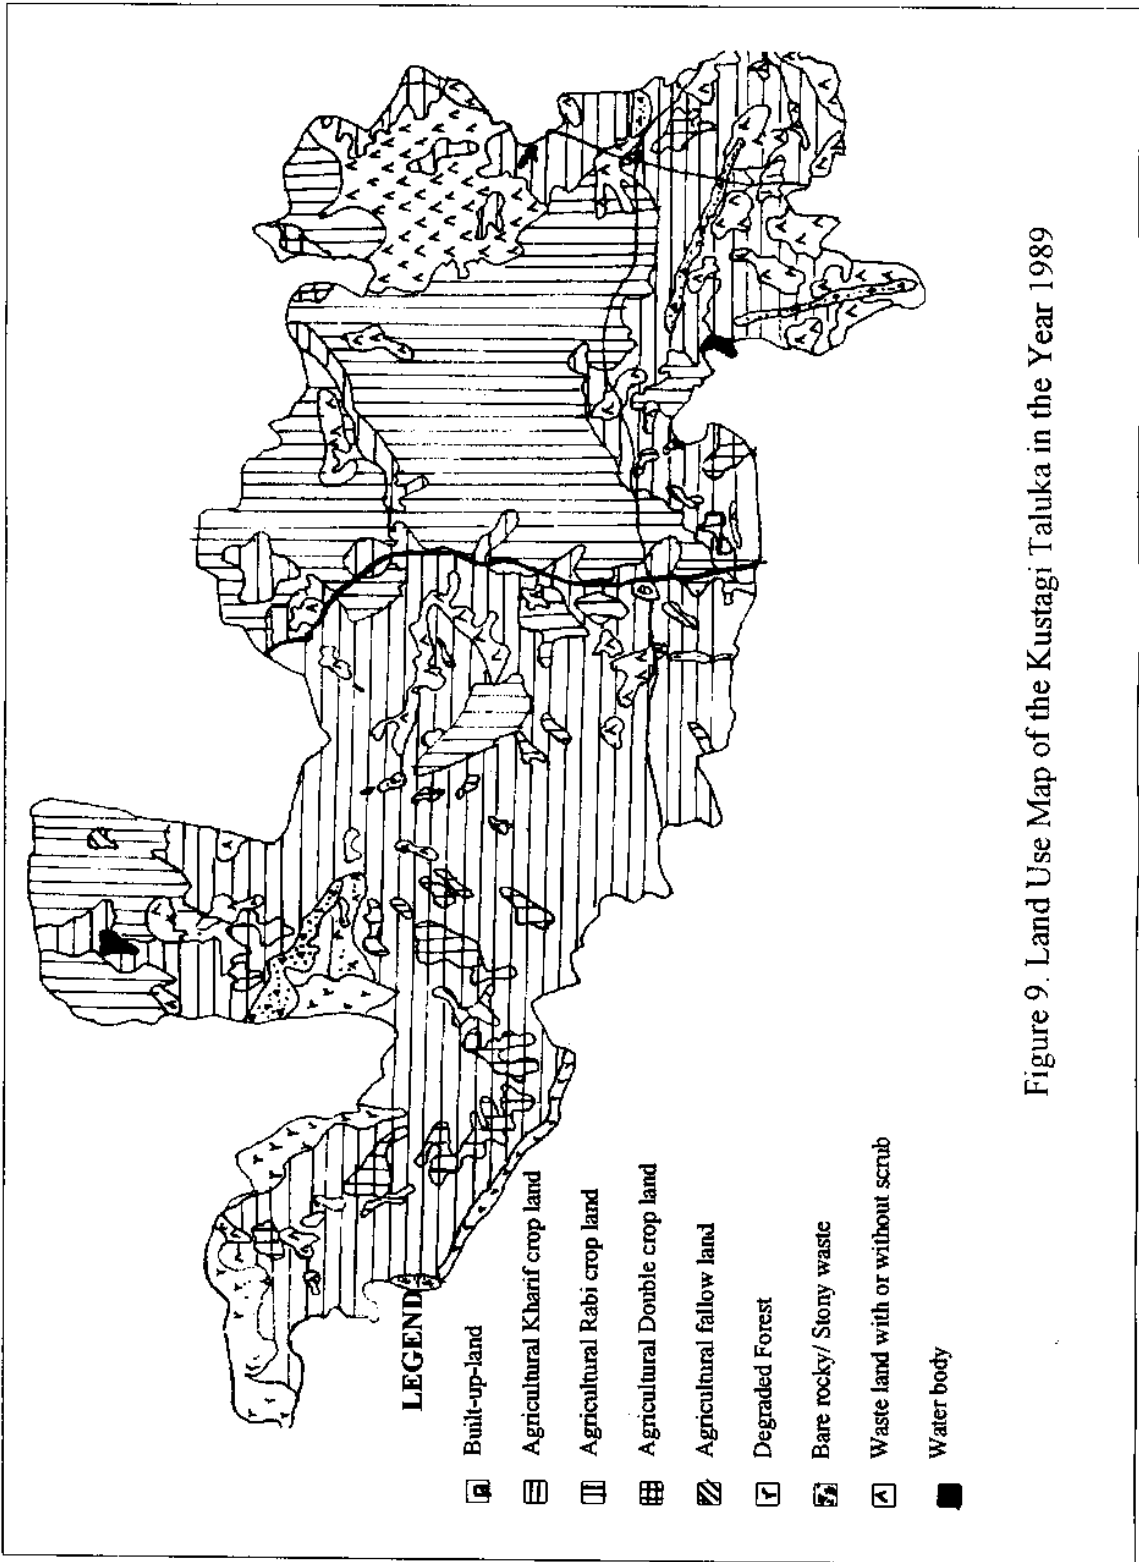 LEGEND
Built-up-land
Agricultural Kharif crop land
Agricultural Rabi crop land
Agricultural Double crop land
Agricultural fallow land
Degraded Forest
Bare rocky/ Stony waste
Waste land with or without scrub
Water body
Figure 9. Land Use Map of the Kustagi Taluka in the Year 1989